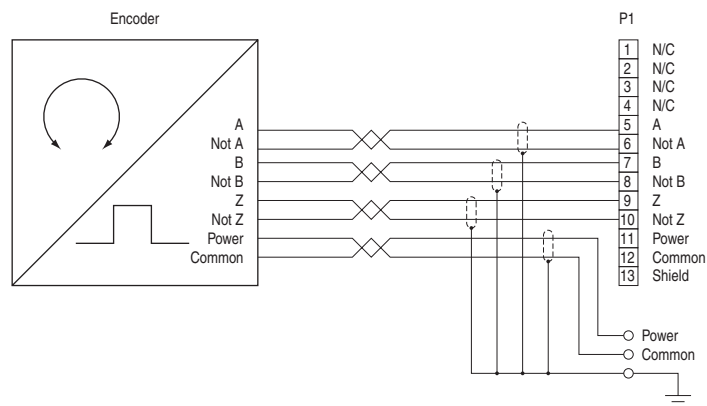 Encoder
P1
1 N/C
2 N/C
3 N/C
4 N/C
A 5 A
Not A 6 Not A
B 7 B
Not B 8 Not B
Z 9 Z
Not Z 10 Not Z
Power 11 Power
Common 12 Common
13 Shield
Power
Common